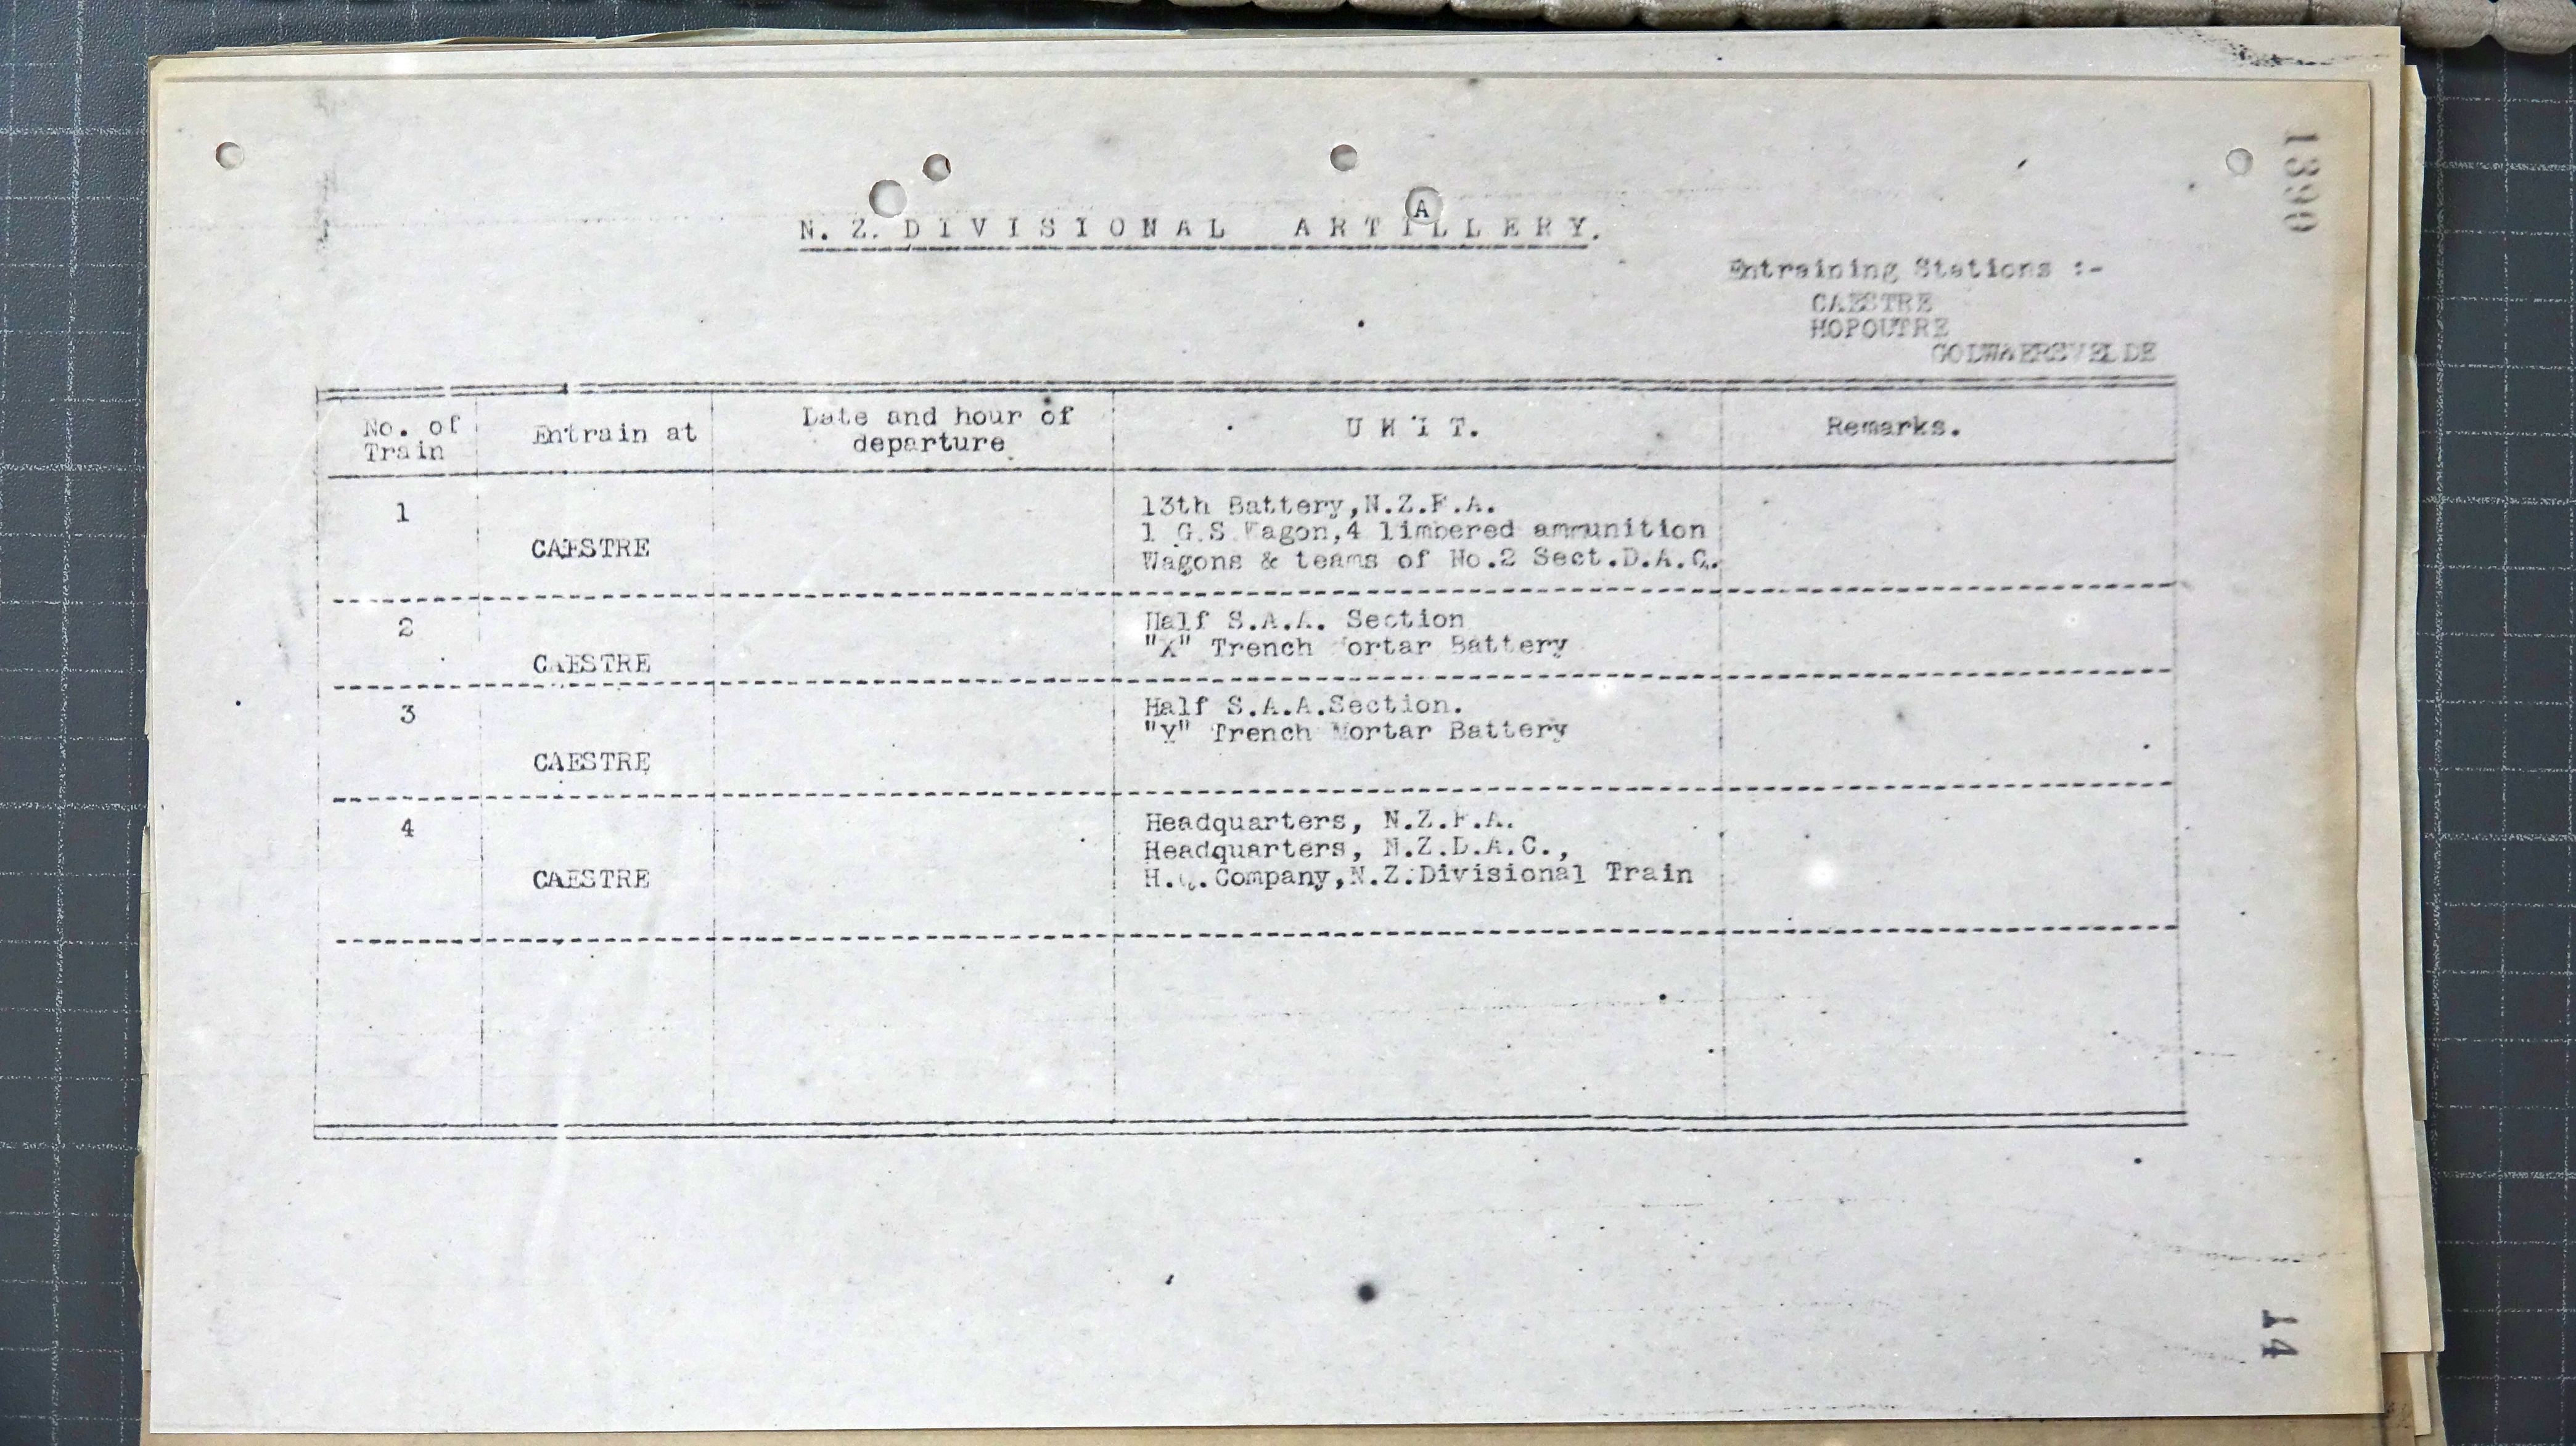 1390
A
N. Z. DIVISIONAL ARTILLERY.
Entraining Stations :-
CAESTRE
HOPOUTRE
GODWAERSVELDE
No. of Train
Entrain at
Date and hour of departure
U N I T.
Remarks.
1
CAESTRE
13th Battery,N.Z.F.A.
1 G.S.Wagon,4 limbered ammunition
Wagons & teams of No.2 Sect.D.A.C.
2
CAESTRE
Half S.A.A. Section
"X" Trench Mortar Battery
3
CAESTRE
Half S.A.A.Section.
"Y" Trench Mortar Battery
4
CAESTRE
Headquarters, N.Z.F.A.
Headquarters, N.Z.D.A.C.,
H.Q.Company,N.Z.Divisional Train
14